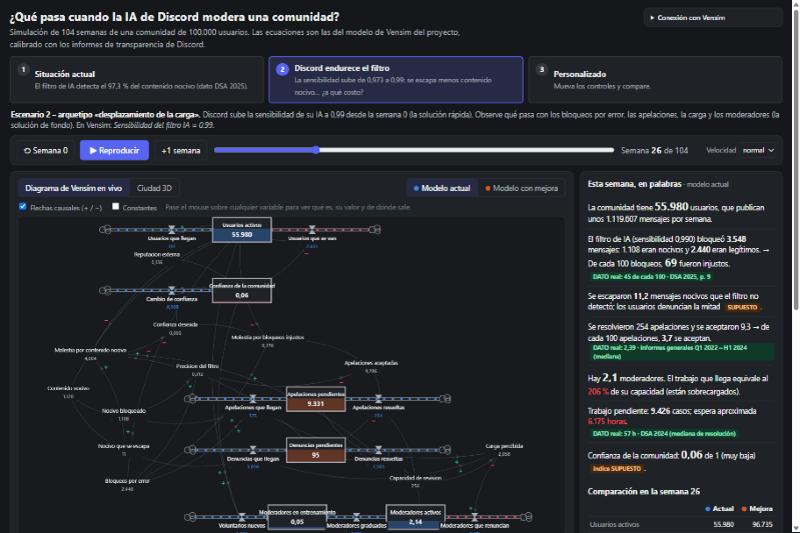 ¿Qué pasa cuando la IA de Discord modera una comunidad?
Simulación de 104 semanas de una comunidad de 100.000 usuarios. Las ecuaciones son las del modelo de Vensim del proyecto,
calibrado con los informes de transparencia de Discord.
▸ Conexión con Vensim
1 Situación actual
El filtro de IA detecta el 97,3 % del contenido nocivo (dato DSA 2025).
2 Discord endurece el filtro
La sensibilidad sube de 0,973 a 0,99: se escapa menos contenido
nocivo... ¿a qué costo?
3 Personalizado
Mueva los controles y compare.
Escenario 2 – arquetipo «desplazamiento de la carga». Discord sube la sensibilidad de su IA a 0,99 desde la semana 0 (la solución rápida). Observe qué pasa con los bloqueos por error, las apelaciones, la carga y los moderadores (la
solución de fondo). En Vensim: Sensibilidad del filtro IA = 0.99.
⟲ Semana 0
▶ Reproducir
+1 semana
Semana 26 de 104
Velocidad normal
Diagrama de Vensim en vivo
Ciudad 3D
Modelo actual
Modelo con mejora
Flechas causales (+ / −)
Constantes
Pase el mouse sobre cualquier variable para ver qué es, su valor y de dónde sale.
Usuarios activos
55.980
Usuarios que llegan
Usuarios que se van
Reputacion externa
Confianza de la comunidad
0,06
Cambio de confianza
Confianza deseada
Molestia por bloqueos injustos
Molestia por contenido nocivo
Precision del filtro
Apelaciones aceptadas
Contenido nocivo
Apelaciones pendientes
9.331
Apelaciones que llegan
Apelaciones resueltas
Nocivo bloqueado
Nocivo que se escapa
Denuncias pendientes
95
Denuncias que llegan
Denuncias resueltas
Carga percibida
Bloqueos por error
2.440
Capacidad de revision
Moderadores en entrenamiento
0,05
Moderadores activos
2,14
Voluntarios nuevos
Moderadores graduados
Moderadores que renuncian
Esta semana, en palabras · modelo actual
La comunidad tiene 55.980 usuarios, que publican
unos 1.119.607 mensajes por semana.
El filtro de IA (sensibilidad 0,990) bloqueó 3.548
mensajes: 1.108 eran nocivos y 2.440 eran legítimos. →
De cada 100 bloqueos, 69 fueron injustos.
DATO real: 45 de cada 100 · DSA 2025, p. 9
Se escaparon 11,2 mensajes nocivos que el filtro no
detectó; los usuarios denuncian la mitad SUPUESTO .
Se resolvieron 254 apelaciones y se aceptaron 9,3 → de
cada 100 apelaciones, 3,7 se aceptan.
DATO real: 2,39 · Informes generales Q1 2022 – H1 2024
(mediana)
Hay 2,1 moderadores. El trabajo que llega equivale al
206 % de su capacidad (están sobrecargados).
Trabajo pendiente: 9.426 casos; espera aproximada
6.175 horas.
DATO real: 57 h · DSA 2024 (mediana de resolución)
Confianza de la comunidad: 0,06 de 1 (muy baja)
índice SUPUESTO .
Comparación en la semana 26
Actual
Mejora
Usuarios activos
55.980
96.735